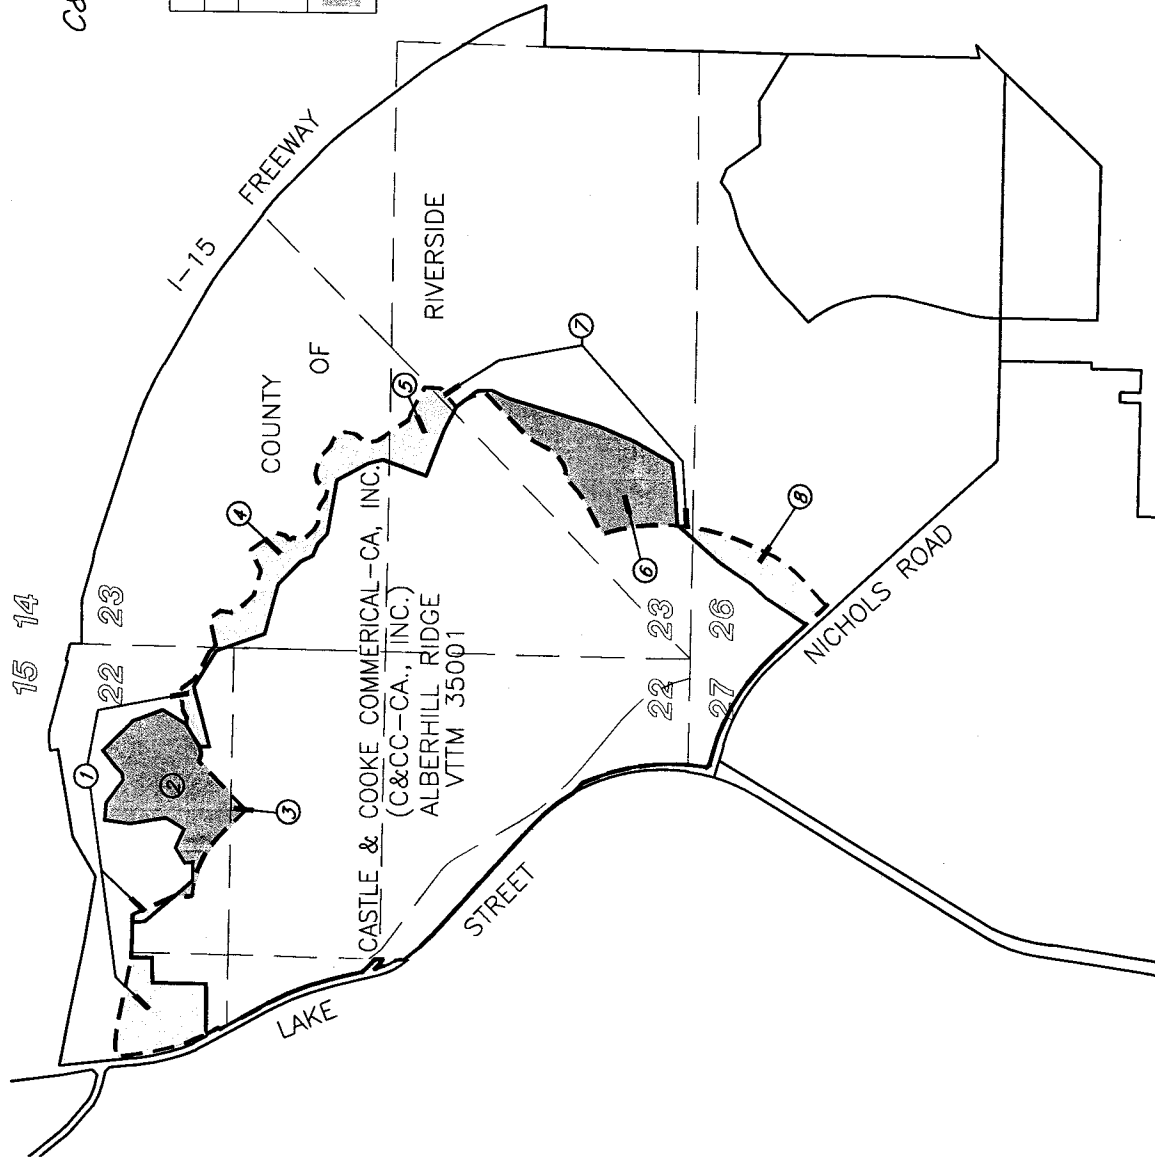 C&
I-15 FREEWAY
15 14
22 23
COUNTY OF RIVERSIDE
CASTLE & COOKE COMMERICAL-CA, INC.
(C&CC-CA., INC.)
ALBERHILL RIDGE
VTTM 35001
22 23
27 26
LAKE STREET
NICHOLS ROAD
1
2
3
4
5
6
7
8